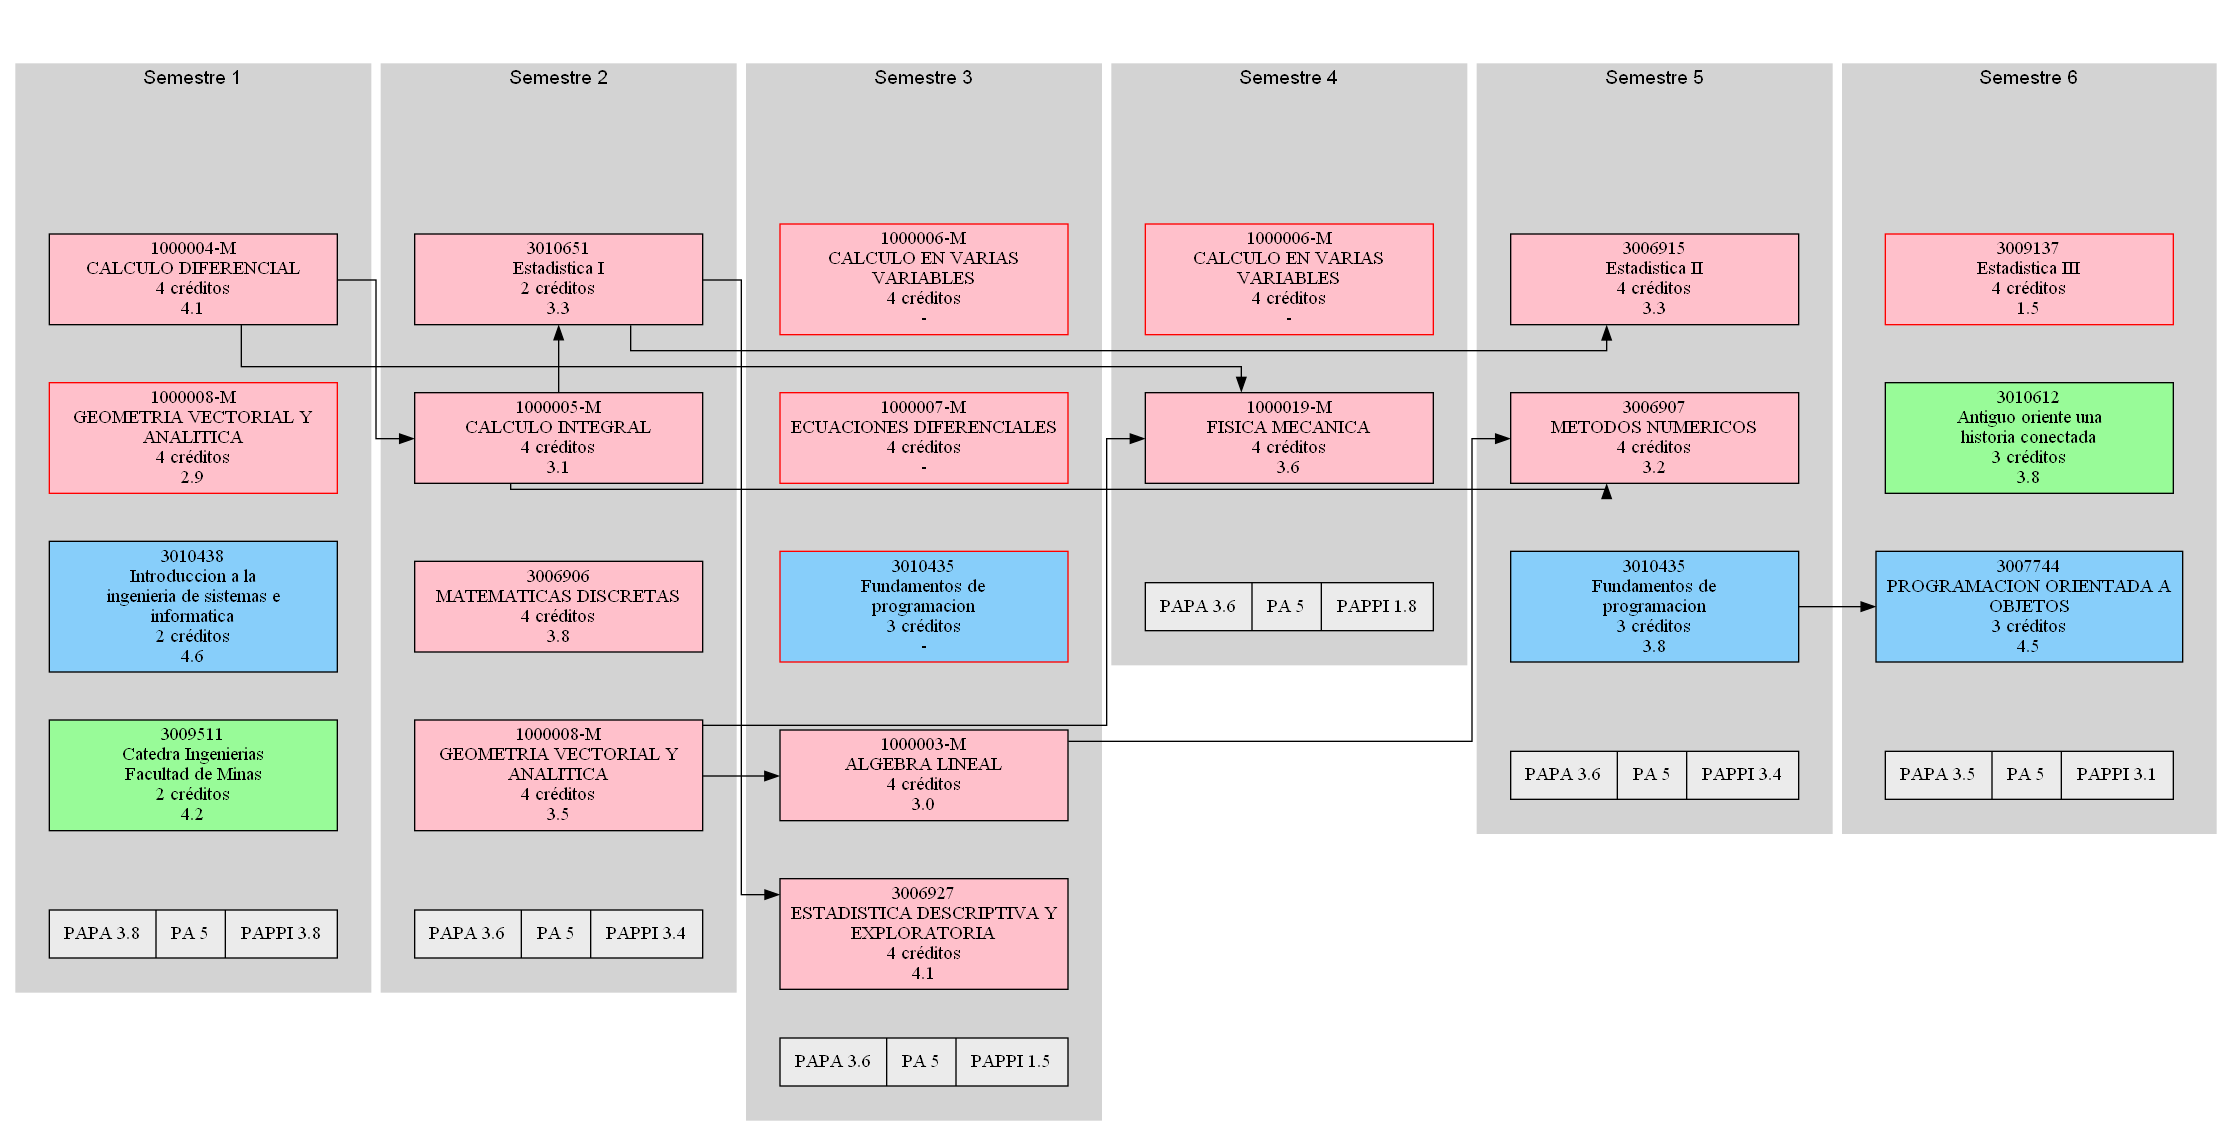 Semestre 1
1000004-M
CALCULO DIFERENCIAL
4 créditos
4.1
1000008-M
GEOMETRIA VECTORIAL Y
ANALITICA
4 créditos
2.9
3010438
Introduccion a la
ingenieria de sistemas e
informatica
2 créditos
4.6
3009511
Catedra Ingenierias
Facultad de Minas
2 créditos
4.2
PAPA 3.8 PA 5 PAPPI 3.8
Semestre 2
3010651
Estadistica I
2 créditos
3.3
1000005-M
CALCULO INTEGRAL
4 créditos
3.1
3006906
MATEMATICAS DISCRETAS
4 créditos
3.8
1000008-M
GEOMETRIA VECTORIAL Y
ANALITICA
4 créditos
3.5
PAPA 3.6 PA 5 PAPPI 3.4
Semestre 3
1000006-M
CALCULO EN VARIAS
VARIABLES
4 créditos
-
1000007-M
ECUACIONES DIFERENCIALES
4 créditos
-
3010435
Fundamentos de
programacion
3 créditos
-
1000003-M
ALGEBRA LINEAL
4 créditos
3.0
3006927
ESTADISTICA DESCRIPTIVA Y
EXPLORATORIA
4 créditos
4.1
PAPA 3.6 PA 5 PAPPI 1.5
Semestre 4
1000006-M
CALCULO EN VARIAS
VARIABLES
4 créditos
-
1000019-M
FISICA MECANICA
4 créditos
3.6
PAPA 3.6 PA 5 PAPPI 1.8
Semestre 5
3006915
Estadistica II
4 créditos
3.3
3006907
METODOS NUMERICOS
4 créditos
3.2
3010435
Fundamentos de
programacion
3 créditos
3.8
PAPA 3.6 PA 5 PAPPI 3.4
Semestre 6
3009137
Estadistica III
4 créditos
1.5
3010612
Antiguo oriente una
historia conectada
3 créditos
3.8
3007744
PROGRAMACION ORIENTADA A
OBJETOS
3 créditos
4.5
PAPA 3.5 PA 5 PAPPI 3.1